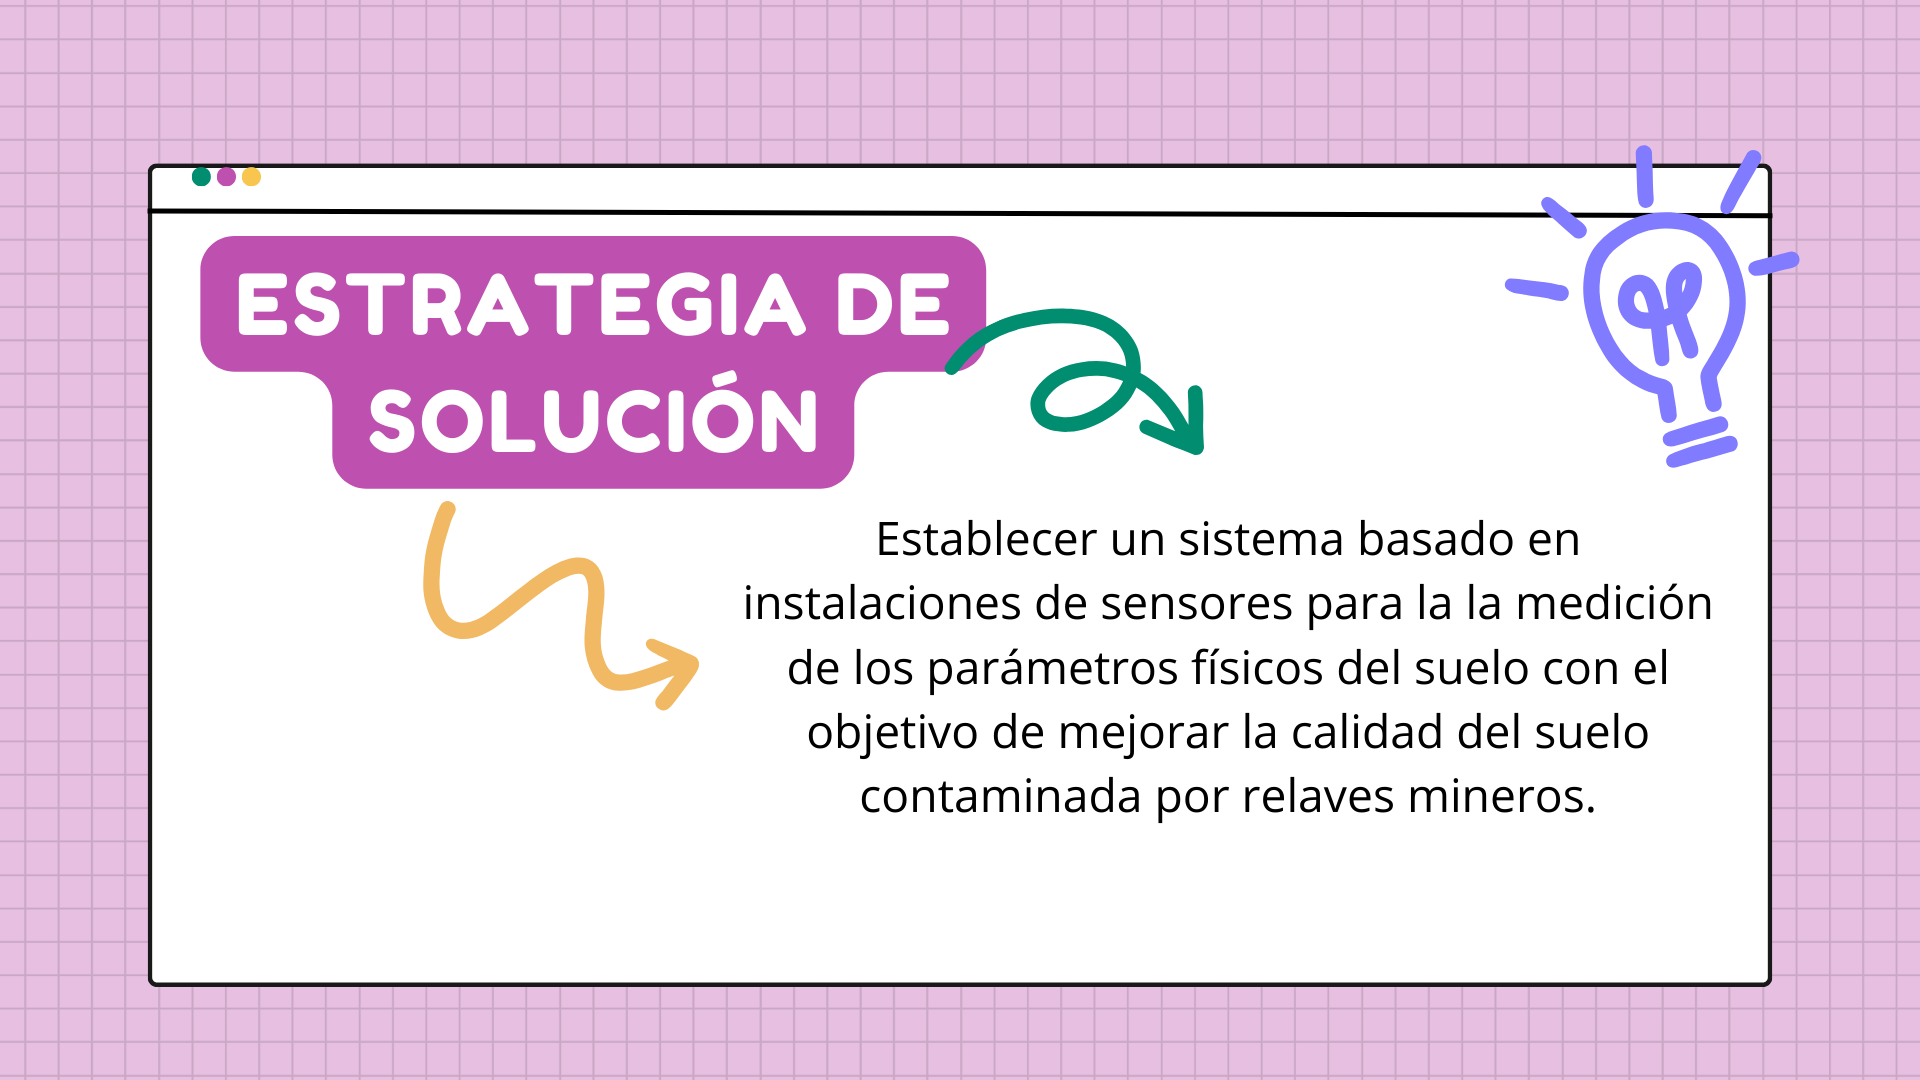 ESTRATEGIA DE
SOLUCIÓN
Establecer un sistema basado en
instalaciones de sensores para la la medición
de los parámetros físicos del suelo con el
objetivo de mejorar la calidad del suelo
contaminada por relaves mineros.